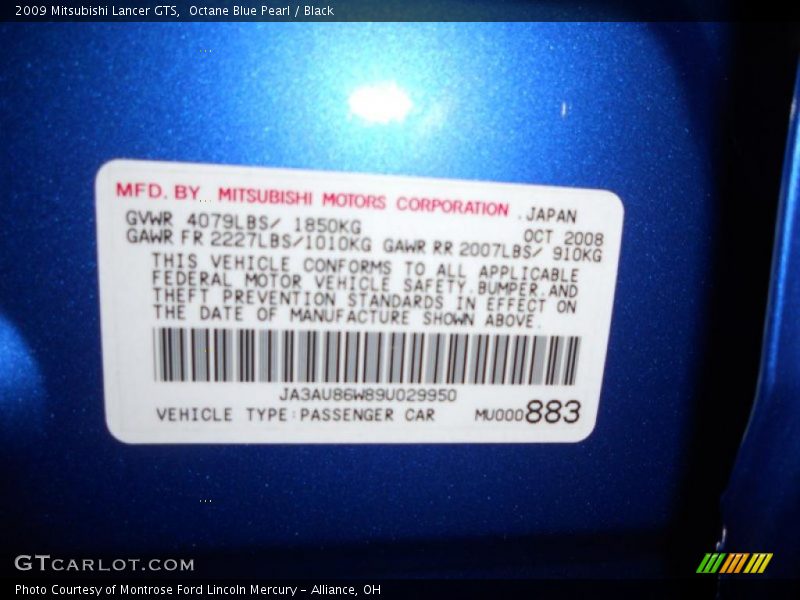 2009 Mitsubishi Lancer GTS,  Octane Blue Pearl / Black
MFD. BY MITSUBISHI MOTORS CORPORATION .JAPAN
GVWR 4079LBS/ 1850KG OCT 2008
GAWR FR 2227LBS/1010KG GAWR RR 2007LBS/ 910KG
THIS VEHICLE CONFORMS TO ALL APPLICABLE
FEDERAL MOTOR VEHICLE SAFETY.BUMPER.AND
THEFT PREVENTION STANDARDS IN EFFECT ON
THE DATE OF MANUFACTURE SHOWN ABOVE.
JA3AU86W89U029950
VEHICLE TYPE:PASSENGER CAR MU000883
GTCARLOT.COM
Photo Courtesy of Montrose Ford Lincoln Mercury - Alliance, OH